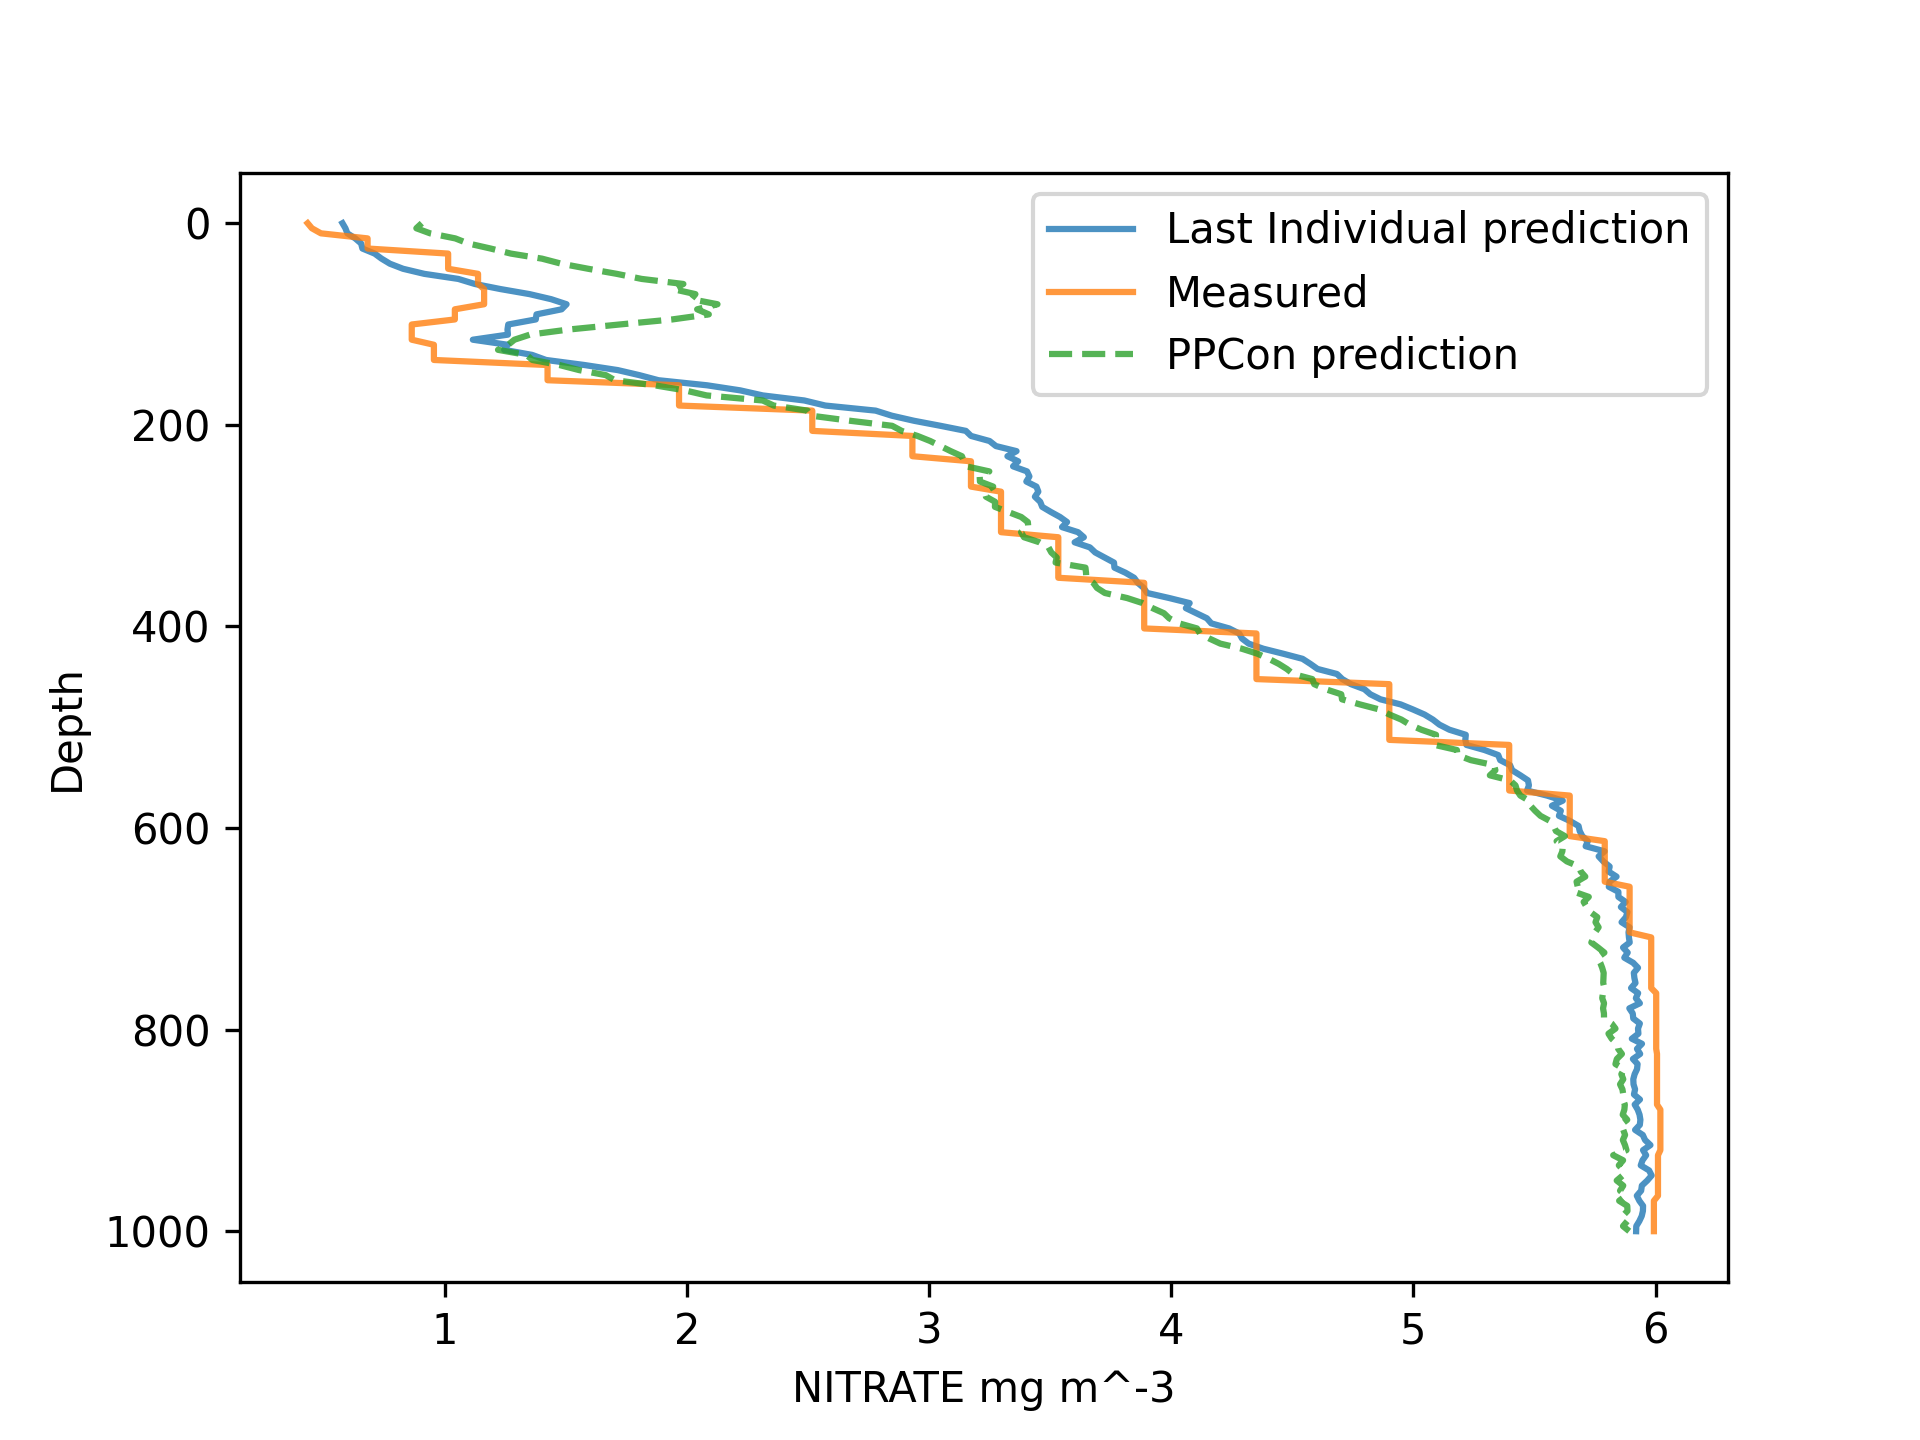 Last Individual prediction
Measured
PPCon prediction
0
200
400
600
800
1000
Depth
1 2 3 4 5 6
NITRATE mg m^-3